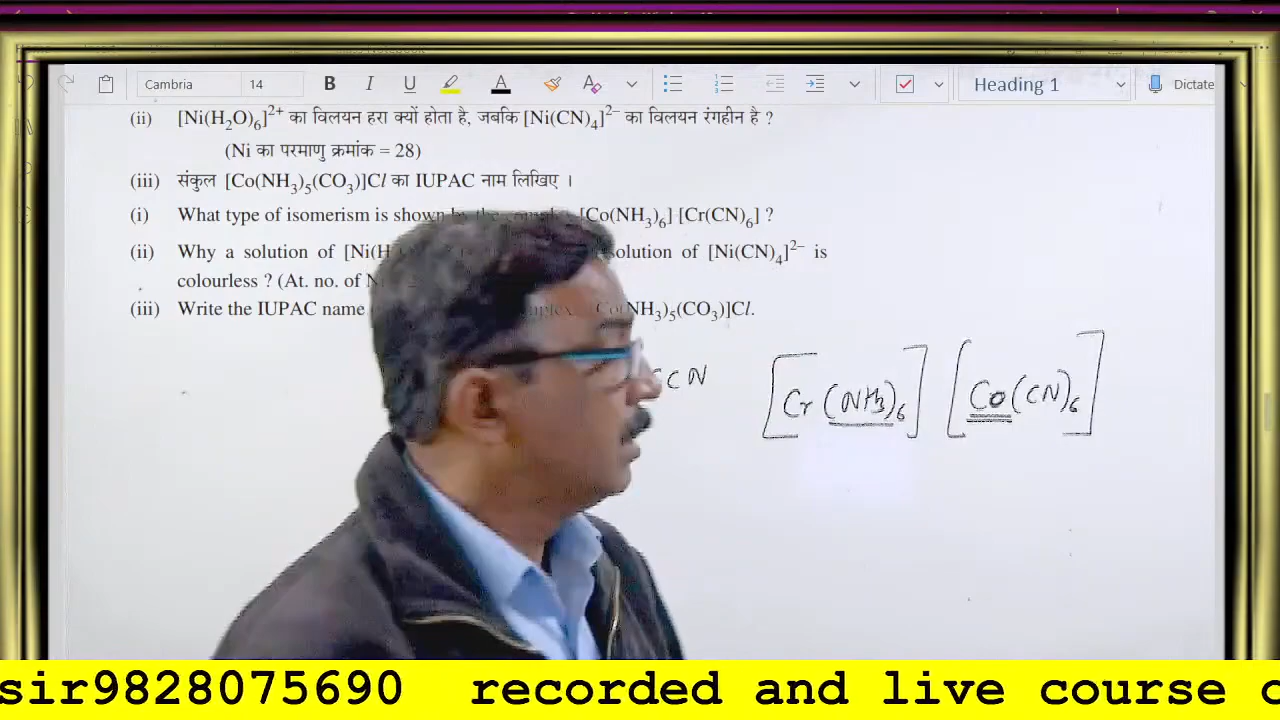 Cambria 14 B I U A Heading 1 Dictate
(ii) [Ni(H2O)6]2+ का विलयन हरा क्यों होता है, जबकि [Ni(CN)4]2− का विलयन रंगहीन है ?
(Ni का परमाणु क्रमांक = 28)
(iii) संकुल [Co(NH3)5(CO3)]Cl का IUPAC नाम लिखिए ।
(i) What type of isomerism is shown by the [Co(NH3)6] [Cr(CN)6] ?
(ii) Why a solution of [Ni(H solution of [Ni(CN)4]2− is
colourless ? (At. no. of N
(iii) Write the IUPAC name Co(NH3)5(CO3)]Cl.
CN [Cr(NH3)6] [Co(CN)6]
sir9828075690 recorded and live course